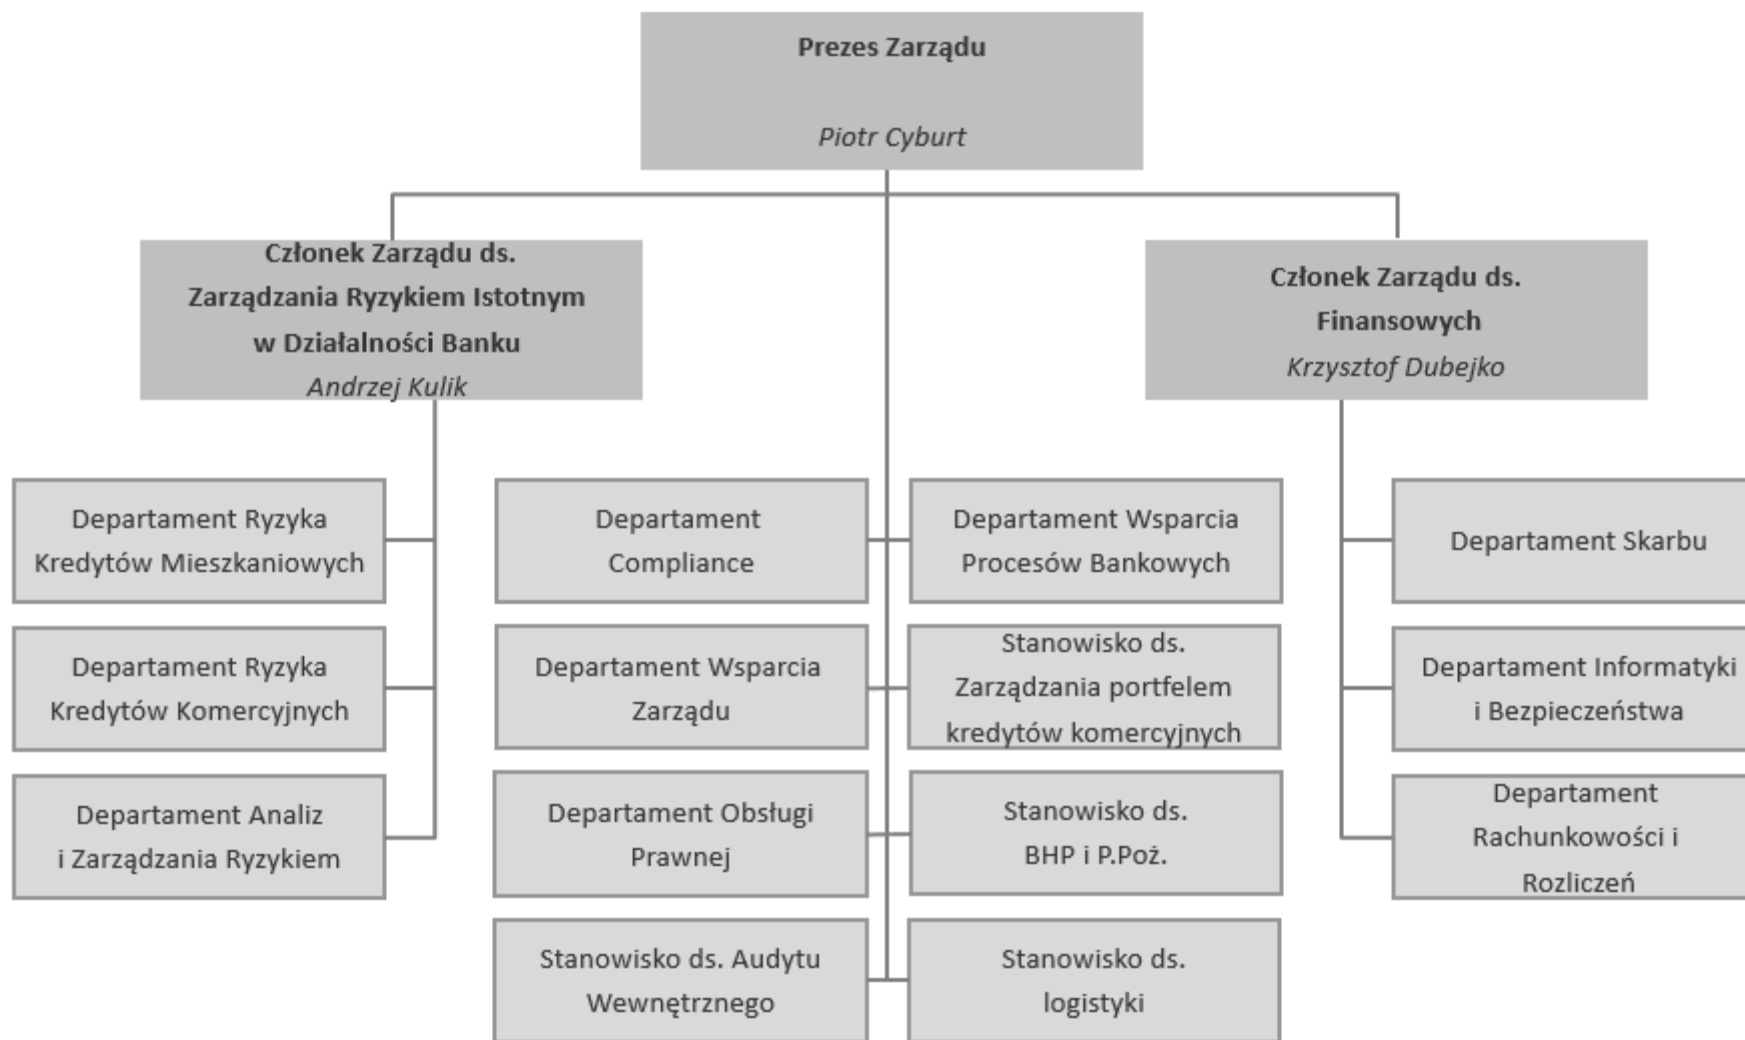 Prezes Zarządu
Piotr Cyburt
Członek Zarządu ds.
Zarządzania Ryzykiem Istotnym
w Działalności Banku
Andrzej Kulik
Członek Zarządu ds.
Finansowych
Krzysztof Dubejko
Departament Ryzyka
Kredytów Mieszkaniowych
Departament Ryzyka
Kredytów Komercyjnych
Departament Analiz
i Zarządzania Ryzykiem
Departament
Compliance
Departament Wsparcia
Zarządu
Departament Obsługi
Prawnej
Stanowisko ds. Audytu
Wewnętrznego
Departament Wsparcia
Procesów Bankowych
Stanowisko ds.
Zarządzania portfelem
kredytów komercyjnych
Stanowisko ds.
BHP i P.Poż.
Stanowisko ds.
logistyki
Departament Skarbu
Departament Informatyki
i Bezpieczeństwa
Departament
Rachunkowości i
Rozliczeń